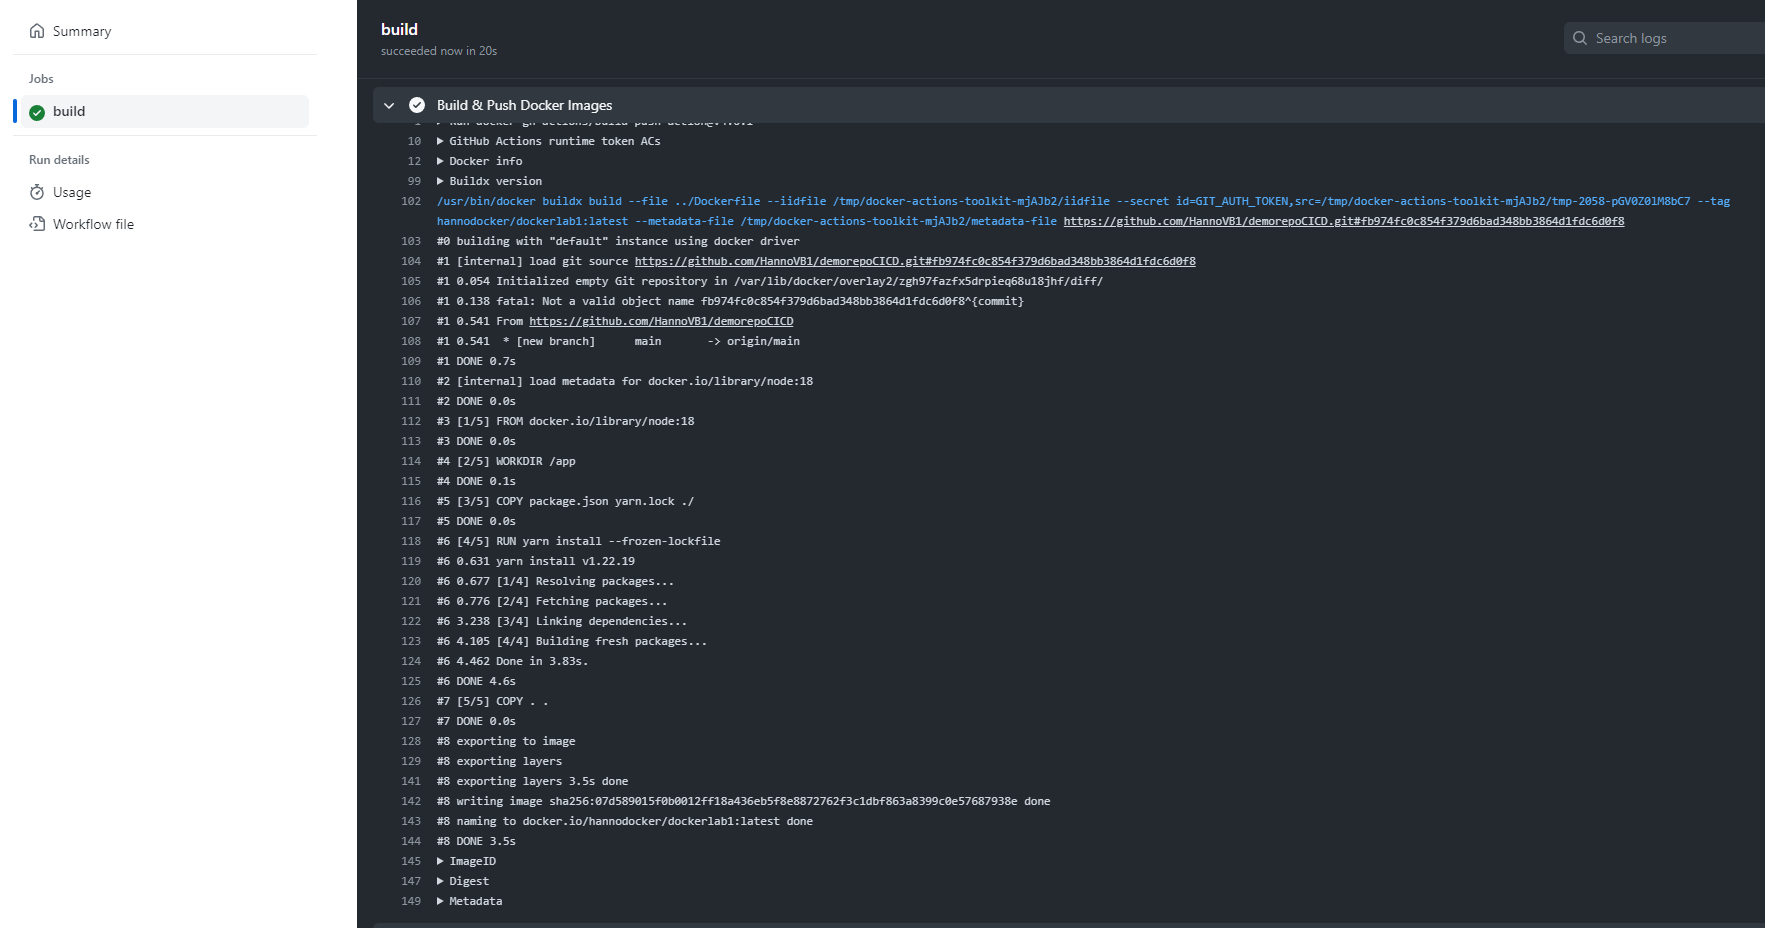 Summary
Jobs
build
Run details
Usage
Workflow file
build
succeeded now in 20s
Search logs
Build & Push Docker Images
10 GitHub Actions runtime token ACs
12 Docker info
99 Buildx version
102 /usr/bin/docker buildx build --file ../Dockerfile --iidfile /tmp/docker-actions-toolkit-mjAJb2/iidfile --secret id=GIT_AUTH_TOKEN,src=/tmp/docker-actions-toolkit-mjAJb2/tmp-2058-pGV0Z0lM8bC7 --tag
hannodocker/dockerlab1:latest --metadata-file /tmp/docker-actions-toolkit-mjAJb2/metadata-file https://github.com/HannoVB1/demorepoCICD.git#fb974fc0c854f379d6bad348bb3864d1fdc6d0f8
103 #0 building with "default" instance using docker driver
104 #1 [internal] load git source https://github.com/HannoVB1/demorepoCICD.git#fb974fc0c854f379d6bad348bb3864d1fdc6d0f8
105 #1 0.054 Initialized empty Git repository in /var/lib/docker/overlay2/zgh97fazfx5drpieq68u18jhf/diff/
106 #1 0.138 fatal: Not a valid object name fb974fc0c854f379d6bad348bb3864d1fdc6d0f8^{commit}
107 #1 0.541 From https://github.com/HannoVB1/demorepoCICD
108 #1 0.541  * [new branch]      main       -> origin/main
109 #1 DONE 0.7s
110 #2 [internal] load metadata for docker.io/library/node:18
111 #2 DONE 0.0s
112 #3 [1/5] FROM docker.io/library/node:18
113 #3 DONE 0.0s
114 #4 [2/5] WORKDIR /app
115 #4 DONE 0.1s
116 #5 [3/5] COPY package.json yarn.lock ./
117 #5 DONE 0.0s
118 #6 [4/5] RUN yarn install --frozen-lockfile
119 #6 0.631 yarn install v1.22.19
120 #6 0.677 [1/4] Resolving packages...
121 #6 0.776 [2/4] Fetching packages...
122 #6 3.238 [3/4] Linking dependencies...
123 #6 4.105 [4/4] Building fresh packages...
124 #6 4.462 Done in 3.83s.
125 #6 DONE 4.6s
126 #7 [5/5] COPY . .
127 #7 DONE 0.0s
128 #8 exporting to image
129 #8 exporting layers
141 #8 exporting layers 3.5s done
142 #8 writing image sha256:07d589015f0b0012ff18a436eb5f8e8872762f3c1dbf863a8399c0e57687938e done
143 #8 naming to docker.io/hannodocker/dockerlab1:latest done
144 #8 DONE 3.5s
145 ImageID
147 Digest
149 Metadata